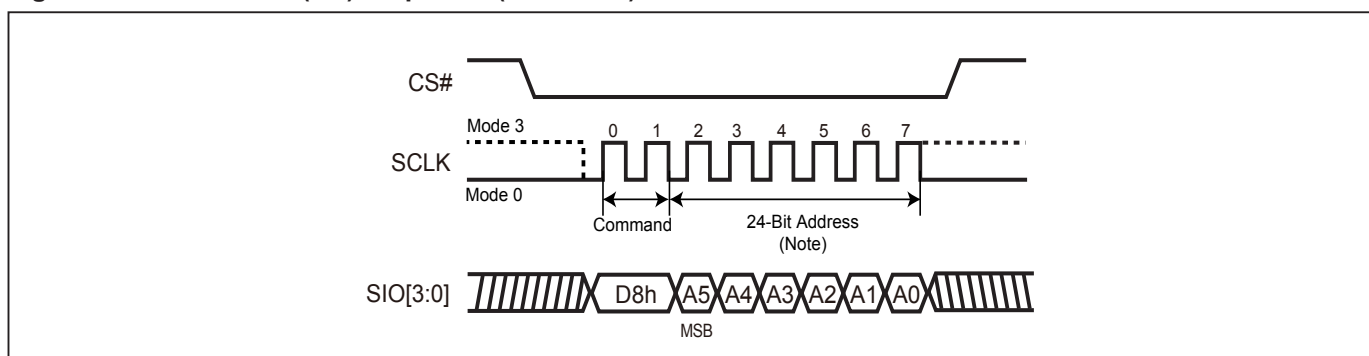 CS#
Mode 3
0 1 2 3 4 5 6 7
SCLK
Mode 0
Command
24-Bit Address
(Note)
SIO[3:0]
D8h A5 A4 A3 A2 A1 A0
MSB